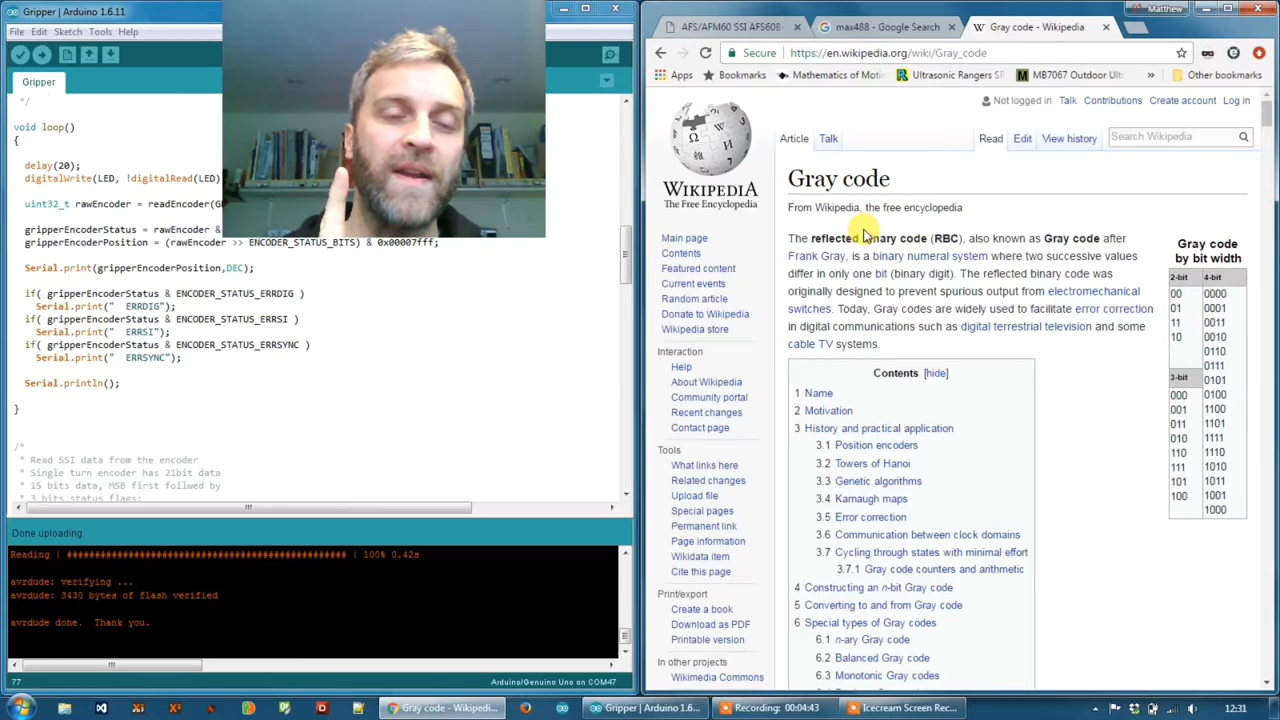 Gripper | Arduino 1.6.11
File Edit Sketch Tools Help
Gripper
*/
void loop()
{
delay(20);
digitalWrite(LED, !digitalRead(LED)
uint32_t rawEncoder = readEncoder(G
gripperEncoderStatus = rawEncoder &
gripperEncoderPosition = (rawEncoder >> ENCODER_STATUS_BITS) & 0x00007fff;
Serial.print(gripperEncoderPosition,DEC);
if( gripperEncoderStatus & ENCODER_STATUS_ERRDIG )
Serial.print("  ERRDIG");
if( gripperEncoderStatus & ENCODER_STATUS_ERRSI )
Serial.print("  ERRSI");
if( gripperEncoderStatus & ENCODER_STATUS_ERRSYNC )
Serial.print("  ERRSYNC");
Serial.println();
}
/*
* Read SSI data from the encoder
* Single turn encoder has 21bit data
* 15 bits data, MSB first follwed by
* 3 bits status flags:
Done uploading.
Reading | ################################################## | 100% 0.42s
avrdude: verifying ...
avrdude: 3430 bytes of flash verified
avrdude done.  Thank you.
77
Arduino/Genuino Uno on COM47
Matthew
AFS/AFM60 SSI AFS60B
max488 - Google Search
Gray code - Wikipedia
Secure
https://en.wikipedia.org/wiki/Gray_code
Apps
Bookmarks
Mathematics of Moti
Ultrasonic Rangers SR
MB7067 Outdoor Ult
»
Other bookmarks
Not logged in Talk Contributions Create account Log in
Article Talk
Read Edit View history
Search Wikipedia
WIKIPEDIA
The Free Encyclopedia
Main page
Contents
Featured content
Current events
Random article
Donate to Wikipedia
Wikipedia store
Interaction
Help
About Wikipedia
Community portal
Recent changes
Contact page
Tools
What links here
Related changes
Upload file
Special pages
Permanent link
Page information
Wikidata item
Cite this page
Print/export
Create a book
Download as PDF
Printable version
In other projects
Wikimedia Commons
Gray code
From Wikipedia, the free encyclopedia
The reflected binary code (RBC), also known as Gray code after
Frank Gray, is a binary numeral system where two successive values
differ in only one bit (binary digit). The reflected binary code was
originally designed to prevent spurious output from electromechanical
switches. Today, Gray codes are widely used to facilitate error correction
in digital communications such as digital terrestrial television and some
cable TV systems.
Contents [hide]
1 Name
2 Motivation
3 History and practical application
3.1 Position encoders
3.2 Towers of Hanoi
3.3 Genetic algorithms
3.4 Karnaugh maps
3.5 Error correction
3.6 Communication between clock domains
3.7 Cycling through states with minimal effort
3.7.1 Gray code counters and arithmetic
4 Constructing an n-bit Gray code
5 Converting to and from Gray code
6 Special types of Gray codes
6.1 n-ary Gray code
6.2 Balanced Gray code
6.3 Monotonic Gray codes
Gray code
by bit width
2-bit 4-bit
00 0000
01 0001
11 0011
10 0010
0110
0111
3-bit 0101
000 0100
001 1100
011 1101
010 1111
110 1110
111 1010
101 1011
100 1001
1000
Gray code - Wikipedi...
Gripper | Arduino 1.6...
Recording: 00:04:43
Icecream Screen Rec...
12:31